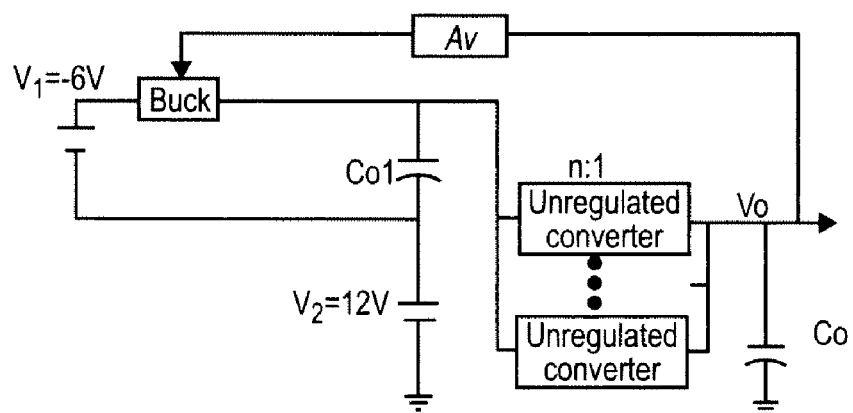 Av
V₁=-6V
Buck
Co1
n:1
Unregulated
converter
Vo
V₂=12V
Unregulated
converter
Co